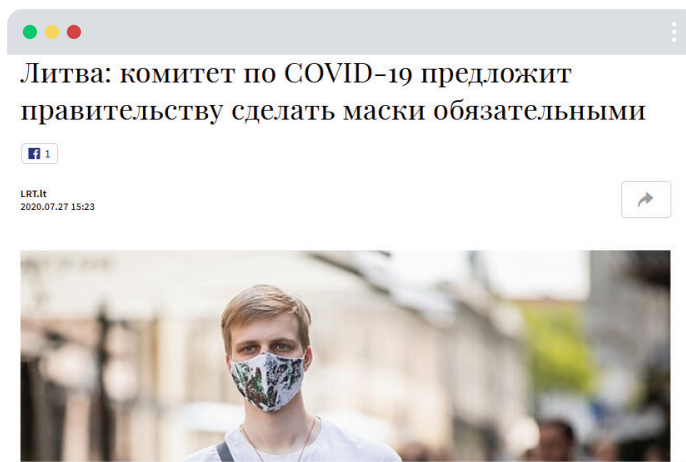 Литва: комитет по COVID-19 предложит
правительству сделать маски обязательными
1
LRT.lt
2020.07.27 15:23